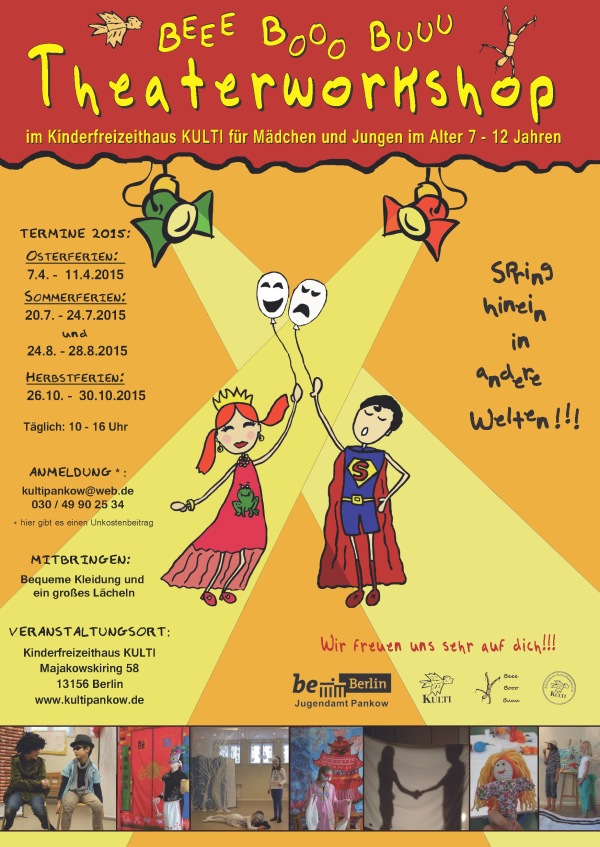 BEEE BOOO BUUU
Theaterworkshop
im Kinderfreizeithaus KULTI für Mädchen und Jungen im Alter 7 - 12 Jahren
TERMINE 2015:
OSTERFERIEN:
7.4. - 11.4.2015
SOMMERFERIEN:
20.7. - 24.7.2015
und
24.8. - 28.8.2015
HERBSTFERIEN:
26.10. - 30.10.2015
Täglich: 10 - 16 Uhr
ANMELDUNG *:
kultipankow@web.de
030 / 49 90 25 34
* hier gibt es einen Unkostenbeitrag
MITBRINGEN:
Bequeme Kleidung und
ein großes Lächeln
VERANSTALTUNGSORT:
Kinderfreizeithaus KULTI
Majakowskiring 58
13156 Berlin
www.kultipankow.de
Spring
hinein
in
andere
Welten!!!
S
Wir freuen uns sehr auf dich!!!
be Berlin
Jugendamt Pankow
KULTI
Beee
Booo
Buuu
KULTI